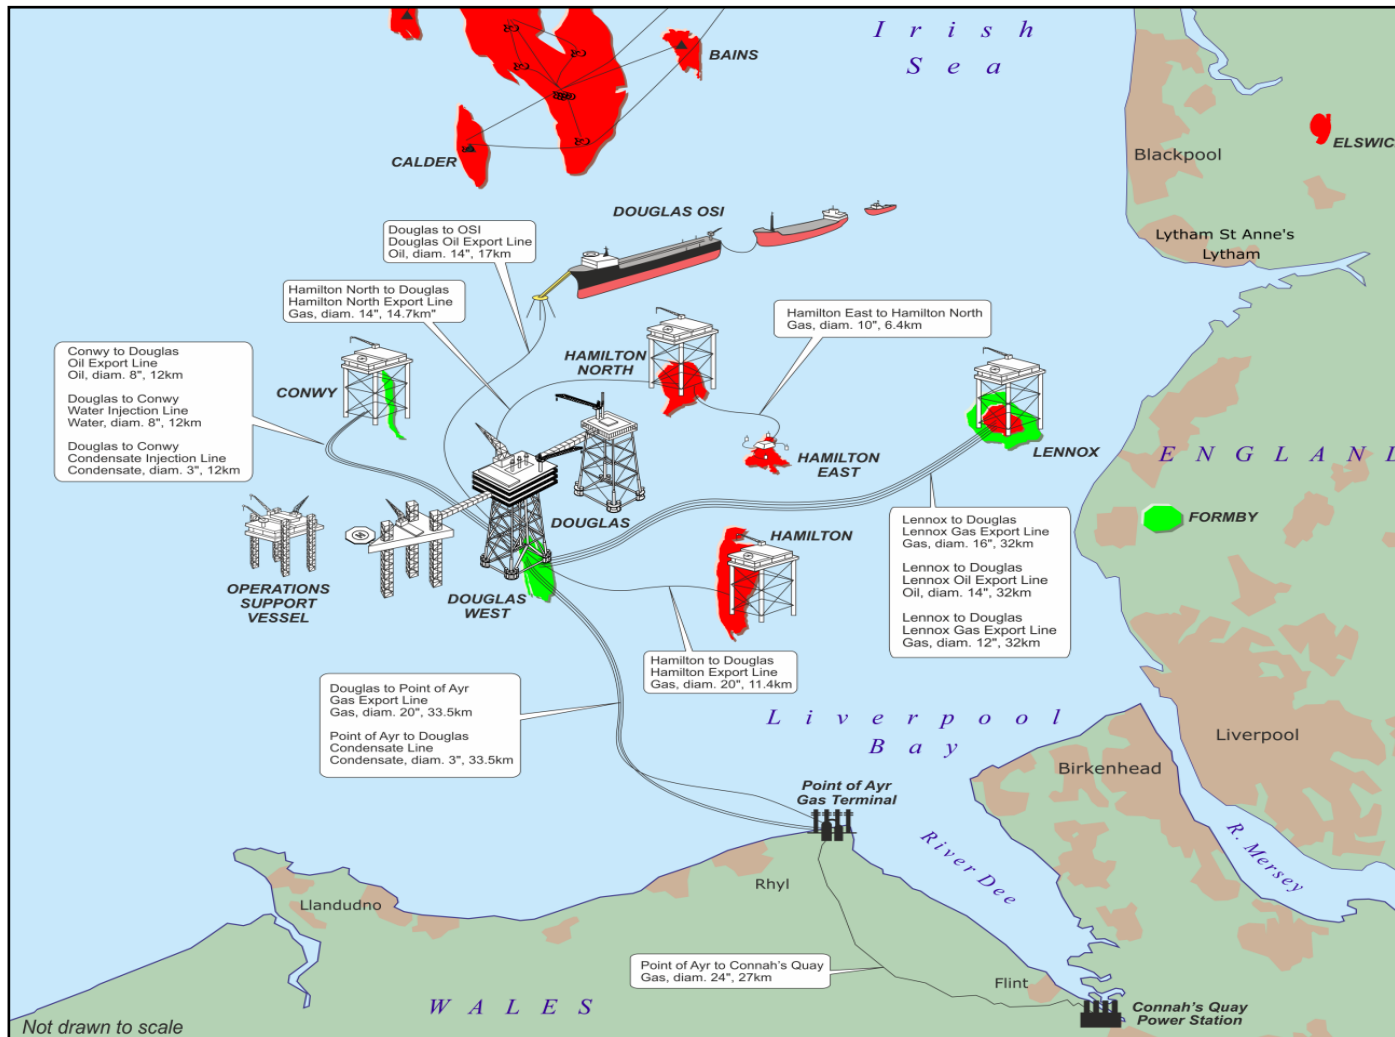 Irish
Sea
BAINS
ELSWIC
CALDER
Blackpool
DOUGLAS OSI
Lytham St Anne's
Lytham
Douglas to OSI
Douglas Oil Export Line
Oil, diam. 14", 17km
Hamilton North to Douglas
Hamilton North Export Line
Gas, diam. 14", 14.7km"
Hamilton East to Hamilton North
Gas, diam. 10", 6.4km
Conwy to Douglas
Oil Export Line
Oil, diam. 8", 12km
Douglas to Conwy
Water Injection Line
Water, diam. 8", 12km
Douglas to Conwy
Condensate Injection Line
Condensate, diam. 3", 12km
CONWY
HAMILTON
NORTH
HAMILTON
EAST
LENNOX
ENGLAND
FORMBY
DOUGLAS
HAMILTON
Lennox to Douglas
Lennox Gas Export Line
Gas, diam. 16", 32km
Lennox to Douglas
Lennox Oil Export Line
Oil, diam. 14", 32km
Lennox to Douglas
Lennox Gas Export Line
Gas, diam. 12", 32km
OPERATIONS
SUPPORT
VESSEL
DOUGLAS
WEST
Hamilton to Douglas
Hamilton Export Line
Gas, diam. 20", 11.4km
Douglas to Point of Ayr
Gas Export Line
Gas, diam. 20", 33.5km
Point of Ayr to Douglas
Condensate Line
Condensate, diam. 3", 33.5km
Liverpool
Bay
Liverpool
Birkenhead
Point of Ayr
Gas Terminal
River Dee
R. Mersey
Rhyl
Llandudno
Point of Ayr to Connah's Quay
Gas, diam. 24", 27km
Flint
WALES
Connah's Quay
Power Station
Not drawn to scale